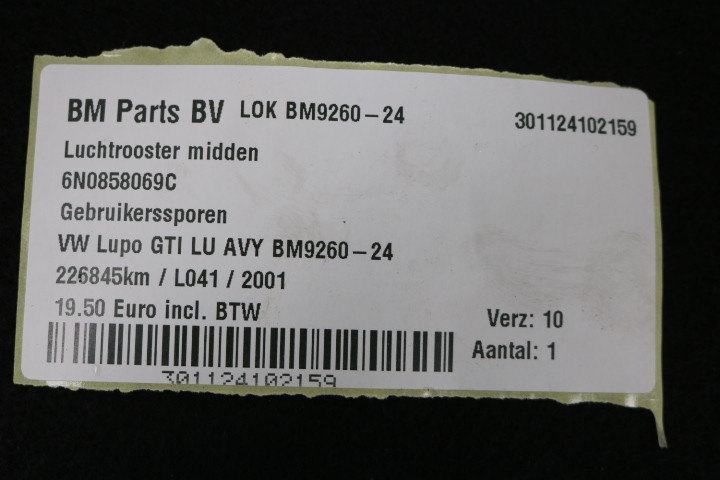 BM Parts BV LOK BM9260-24 301124102159
Luchtrooster midden
6N0858069C
Gebruikerssporen
VW Lupo GTI LU AVY BM9260-24
226845km / L041 / 2001
19.50 Euro incl. BTW
Verz: 10
Aantal: 1
301124102159